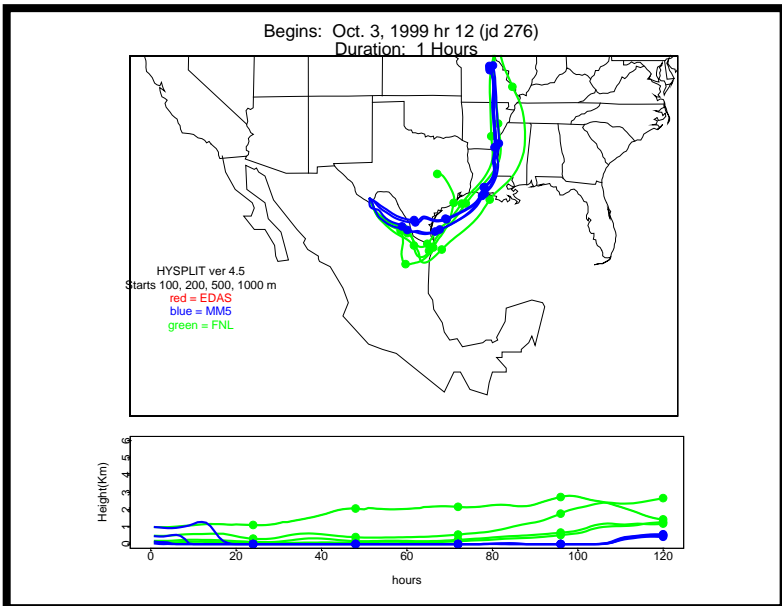 Begins:  Oct. 3, 1999 hr 12 (jd 276)
Duration:  1 Hours
HYSPLIT ver 4.5
Starts 100, 200, 500, 1000 m
red = EDAS
blue = MM5
green = FNL
Height(Km)
6
5
4
3
2
1
0
0 20 40 60 80 100 120
hours